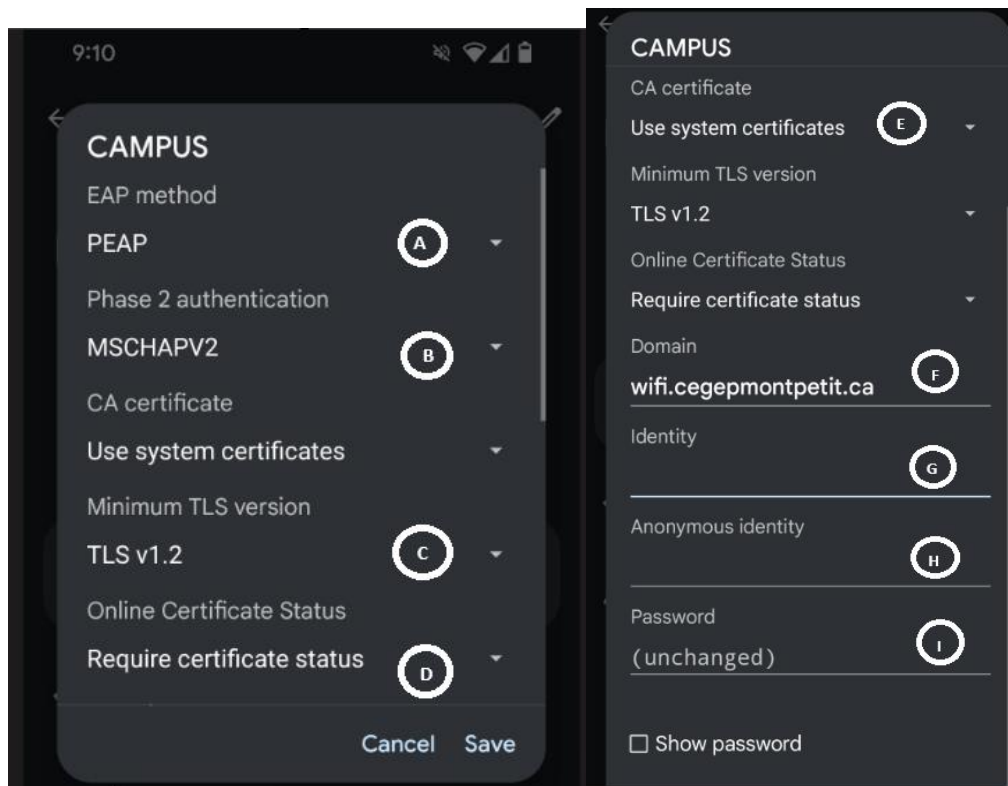 9:10
CAMPUS
EAP method
PEAP
A
Phase 2 authentication
MSCHAPV2
B
CA certificate
Use system certificates
Minimum TLS version
TLS v1.2
C
Online Certificate Status
Require certificate status
D
Cancel Save
CAMPUS
CA certificate
Use system certificates
E
Minimum TLS version
TLS v1.2
Online Certificate Status
Require certificate status
Domain
wifi.cegepmontpetit.ca
F
Identity
G
Anonymous identity
H
Password
(unchanged)
I
Show password